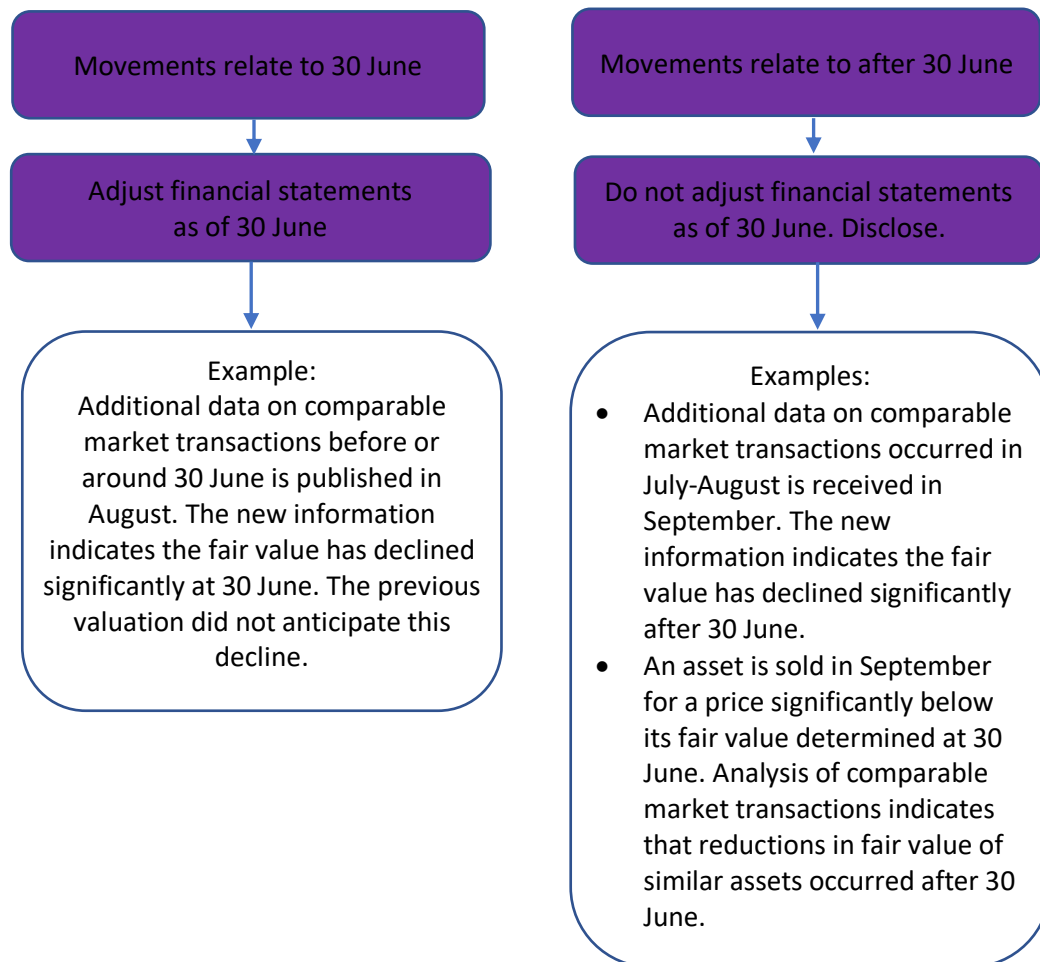 Movements relate to 30 June
Adjust financial statements
as of 30 June
Example:
Additional data on comparable
market transactions before or
around 30 June is published in
August. The new information
indicates the fair value has declined
significantly at 30 June. The previous
valuation did not anticipate this
decline.
Movements relate to after 30 June
Do not adjust financial statements
as of 30 June. Disclose.
Examples:
• Additional data on comparable
market transactions occurred in
July-August is received in
September. The new
information indicates the fair
value has declined significantly
after 30 June.
• An asset is sold in September
for a price significantly below
its fair value determined at 30
June. Analysis of comparable
market transactions indicates
that reductions in fair value of
similar assets occurred after 30
June.